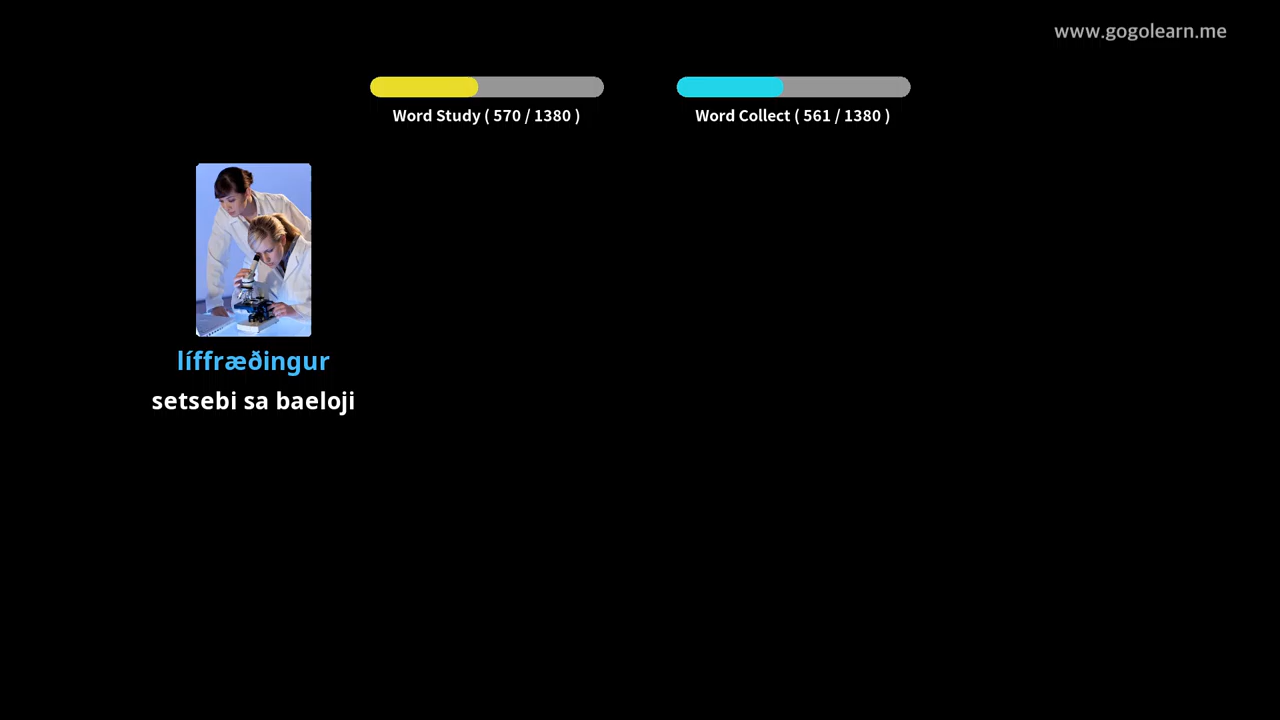 www.gogolearn.me
Word Study ( 570 / 1380 )
Word Collect ( 561 / 1380 )
líffræðingur
setsebi sa baeloji